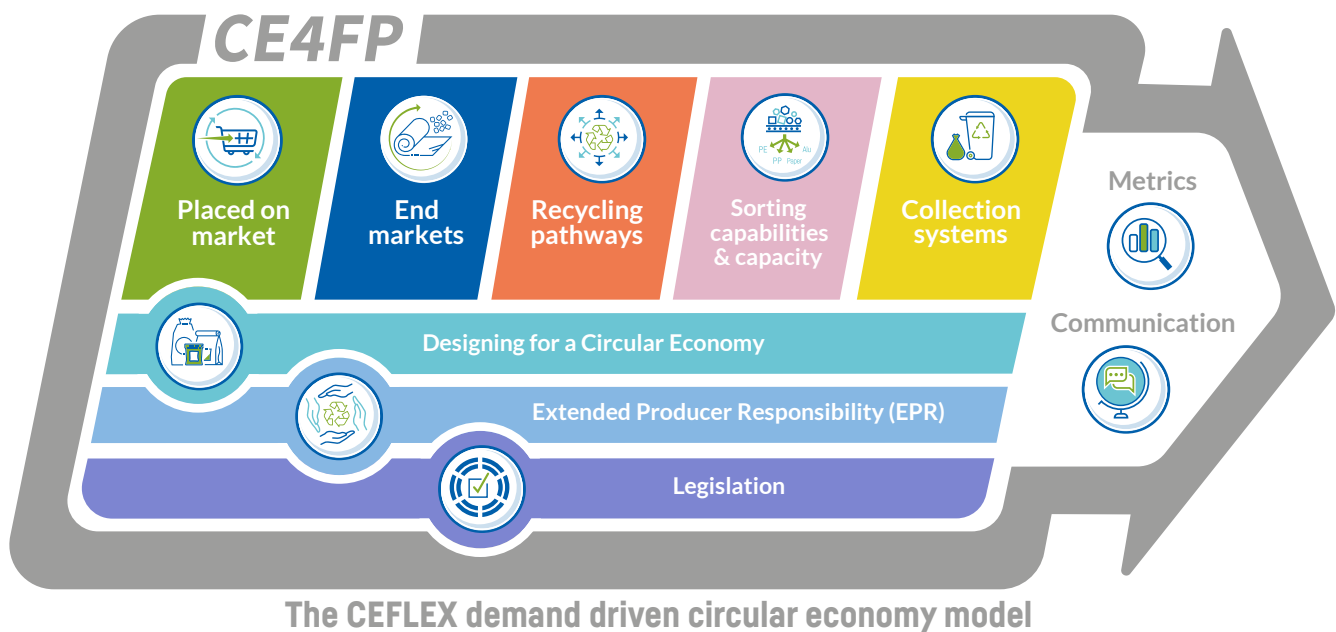 CE4FP
Placed on
market
End
markets
Recycling
pathways
PE
Alu
PP
Paper
Sorting
capabilities
& capacity
Collection
systems
Metrics
Communication
Designing for a Circular Economy
Extended Producer Responsibility (EPR)
Legislation
The CEFLEX demand driven circular economy model